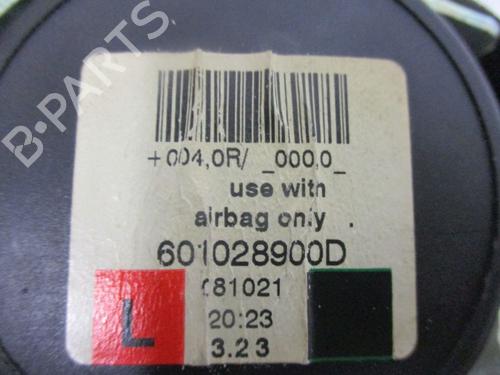 B-PARTS
+004,0R/ _000,0_
use with
airbag only .
601028900D
081021
L
20:23
3.23